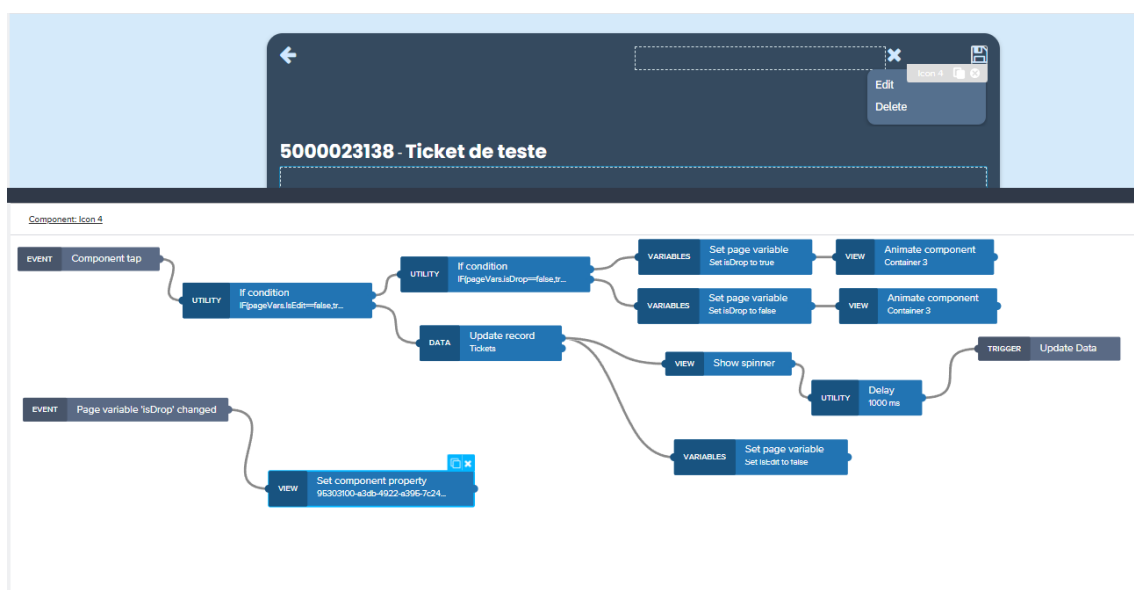 Icon 4
Edit
Delete
5000023138 - Ticket de teste
Component: Icon 4
EVENT Component tap
UTILITY If condition
IF(pageVars.IsEdit==false,tr...
UTILITY If condition
IF(pageVars.isDrop==false,tr...
VARIABLES Set page variable
Set isDrop to true
VIEW Animate component
Container 3
VARIABLES Set page variable
Set isDrop to false
VIEW Animate component
Container 3
DATA Update record
Tickets
VIEW Show spinner
UTILITY Delay
1000 ms
TRIGGER Update Data
VARIABLES Set page variable
Set IsEdit to false
EVENT Page variable 'isDrop' changed
VIEW Set component property
95303100-a3db-4922-a395-7c24...